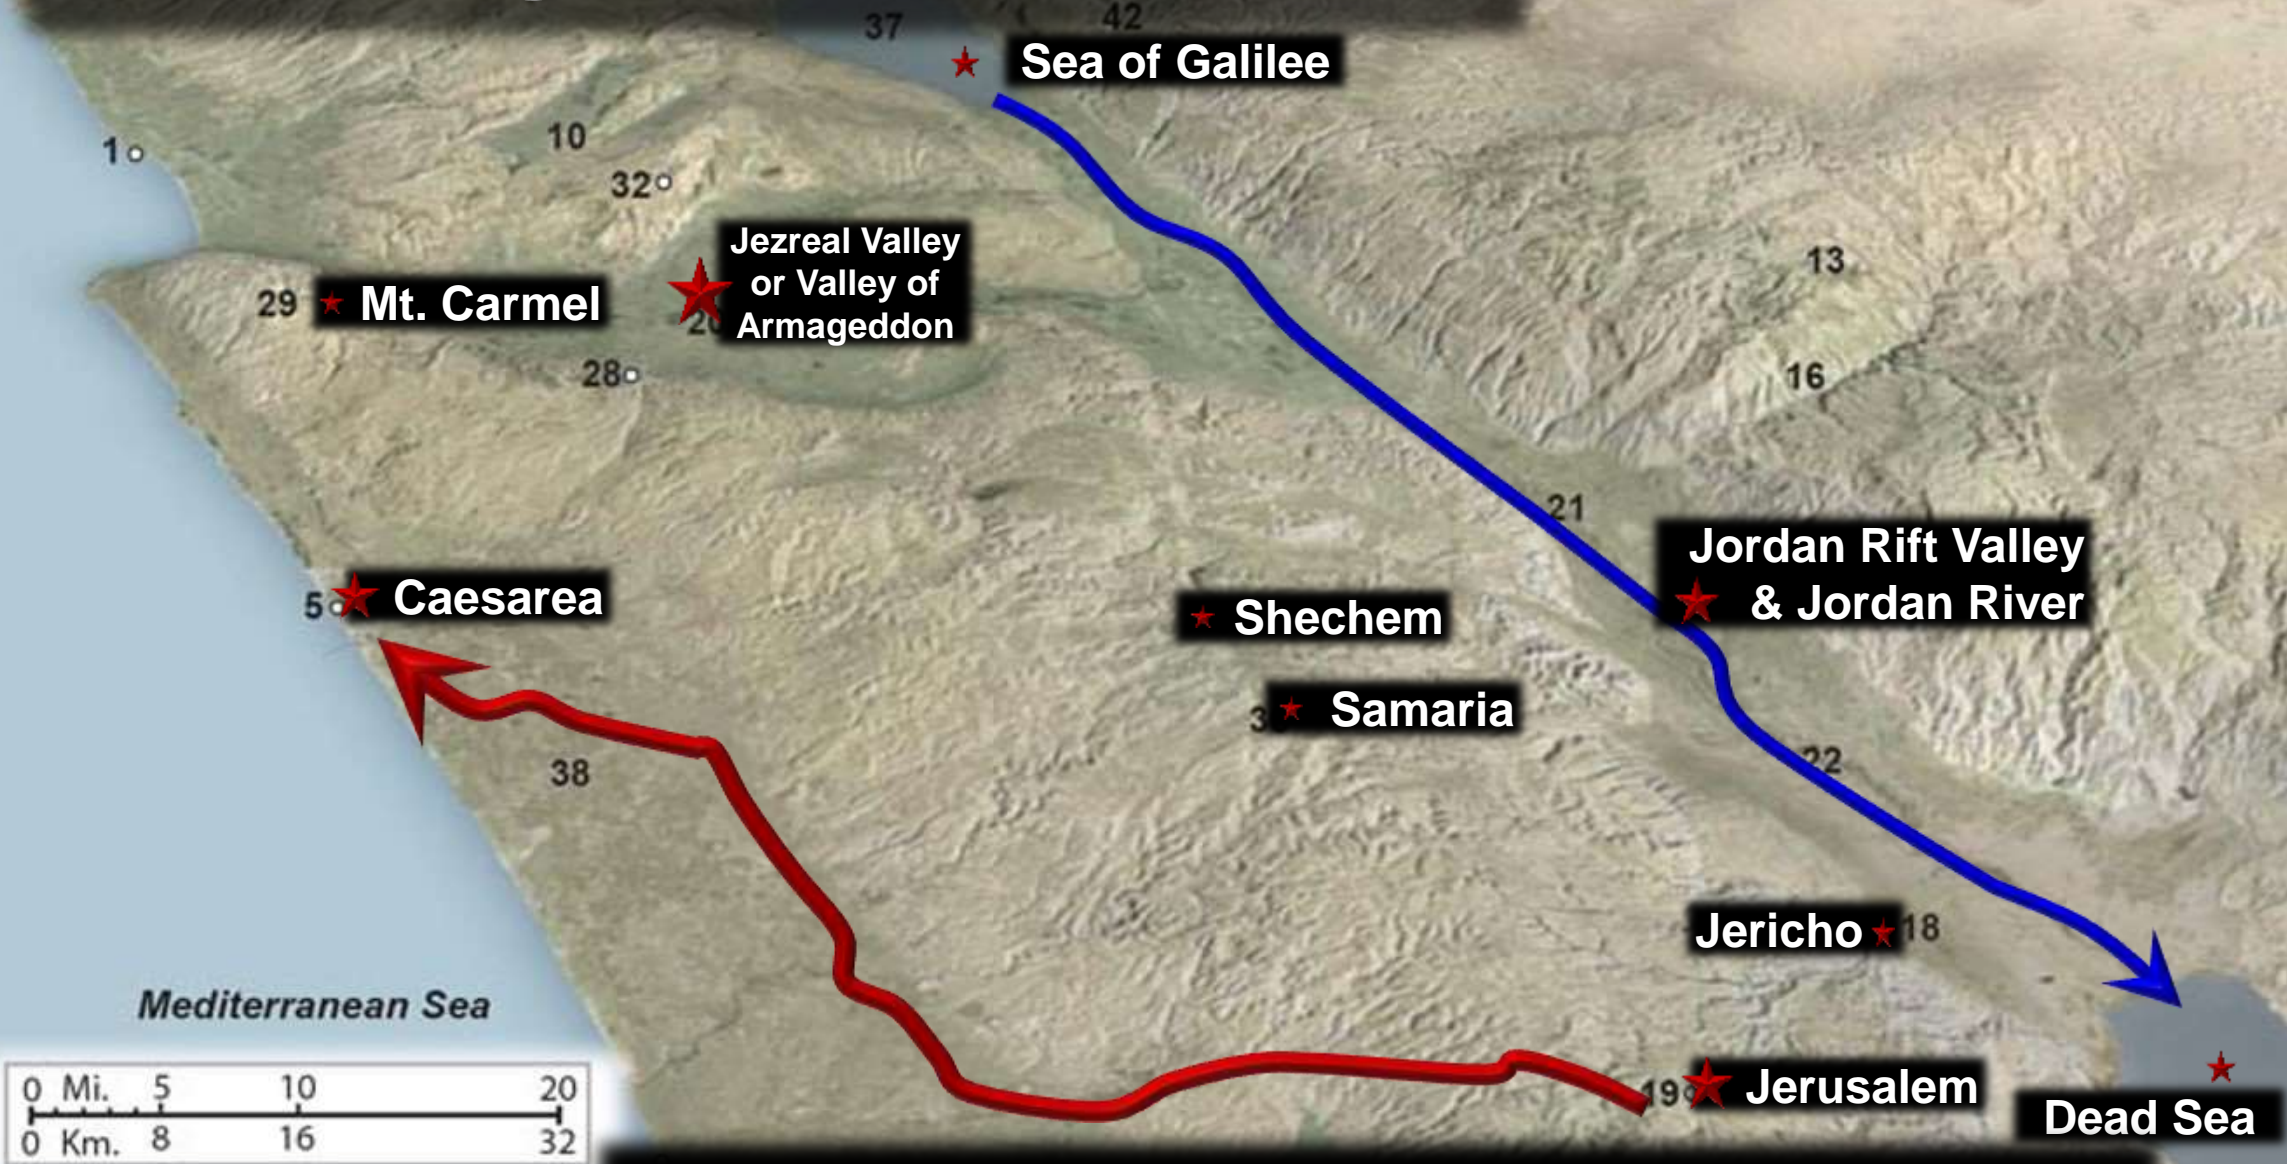 37
42
Sea of Galilee
10
1
32
Jezreal Valley
or Valley of
Armageddon
13
29
Mt. Carmel
20
28
16
21
Jordan Rift Valley
& Jordan River
5
Caesarea
Shechem
Samaria
38
22
Jericho
18
Mediterranean Sea
0 Mi. 5 10 20
0 Km. 8 16 32
19
Jerusalem
Dead Sea